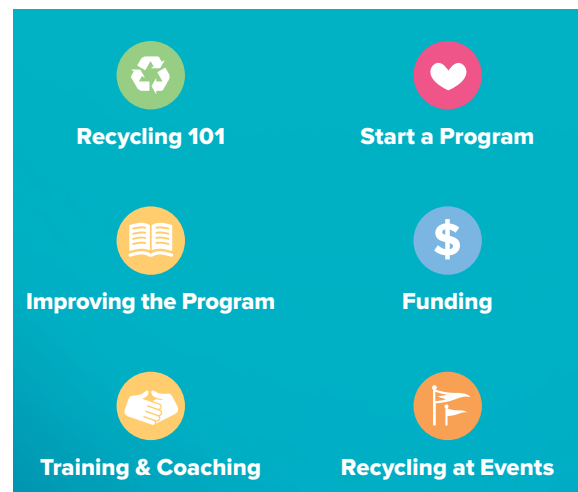 Recycling 101
Start a Program
Improving the Program
$
Funding
Training & Coaching
Recycling at Events